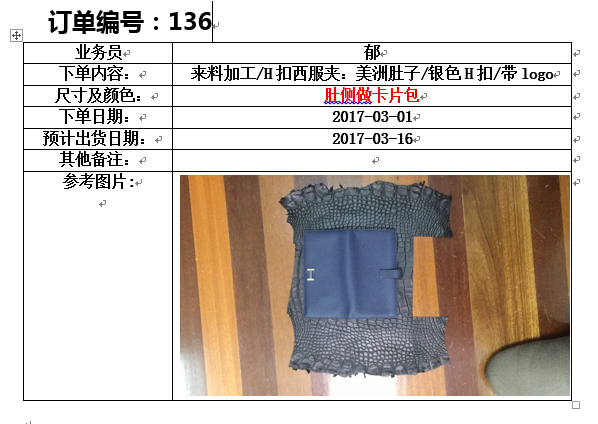 订单编号：136
业务员 郁
下单内容： 来料加工/H扣西服夹：美洲肚子/银色H扣/带logo
尺寸及颜色： 肚侧做卡片包
下单日期： 2017-03-01
预计出货日期： 2017-03-16
其他备注：
参考图片: